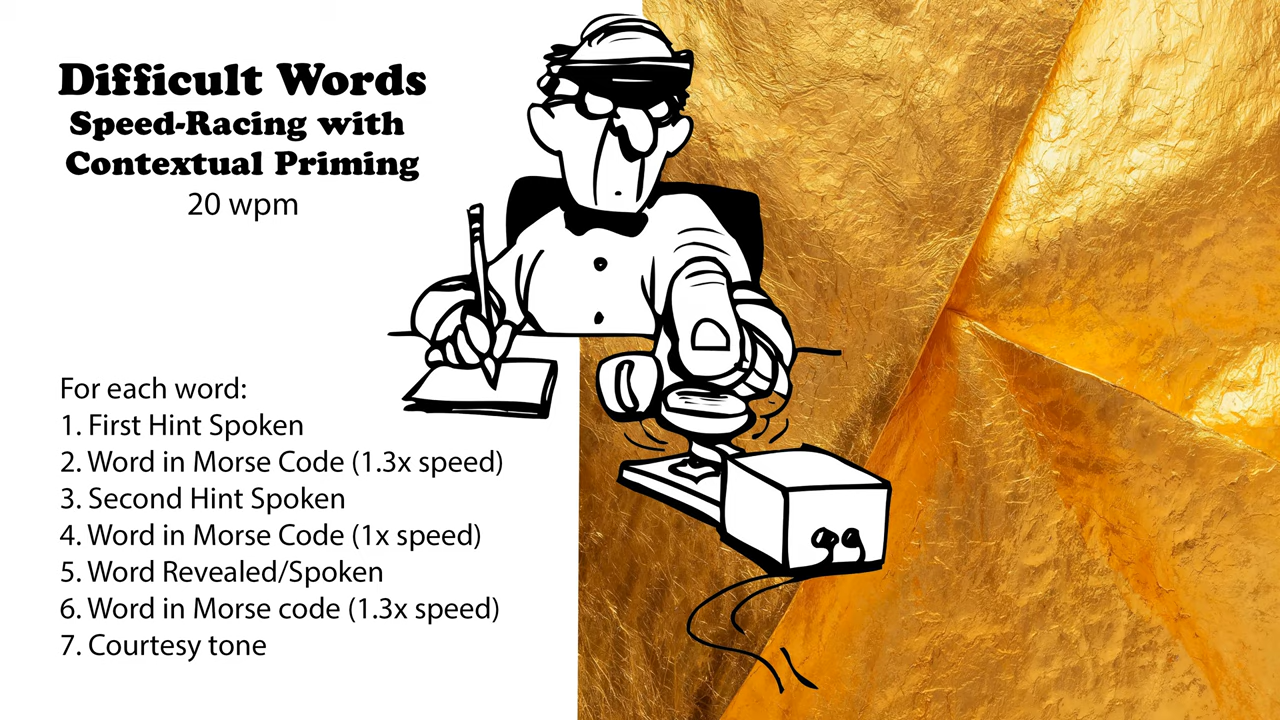 Difficult Words
Speed-Racing with
Contextual Priming
20 wpm
For each word:
1. First Hint Spoken
2. Word in Morse Code (1.3x speed)
3. Second Hint Spoken
4. Word in Morse Code (1x speed)
5. Word Revealed/Spoken
6. Word in Morse code (1.3x speed)
7. Courtesy tone